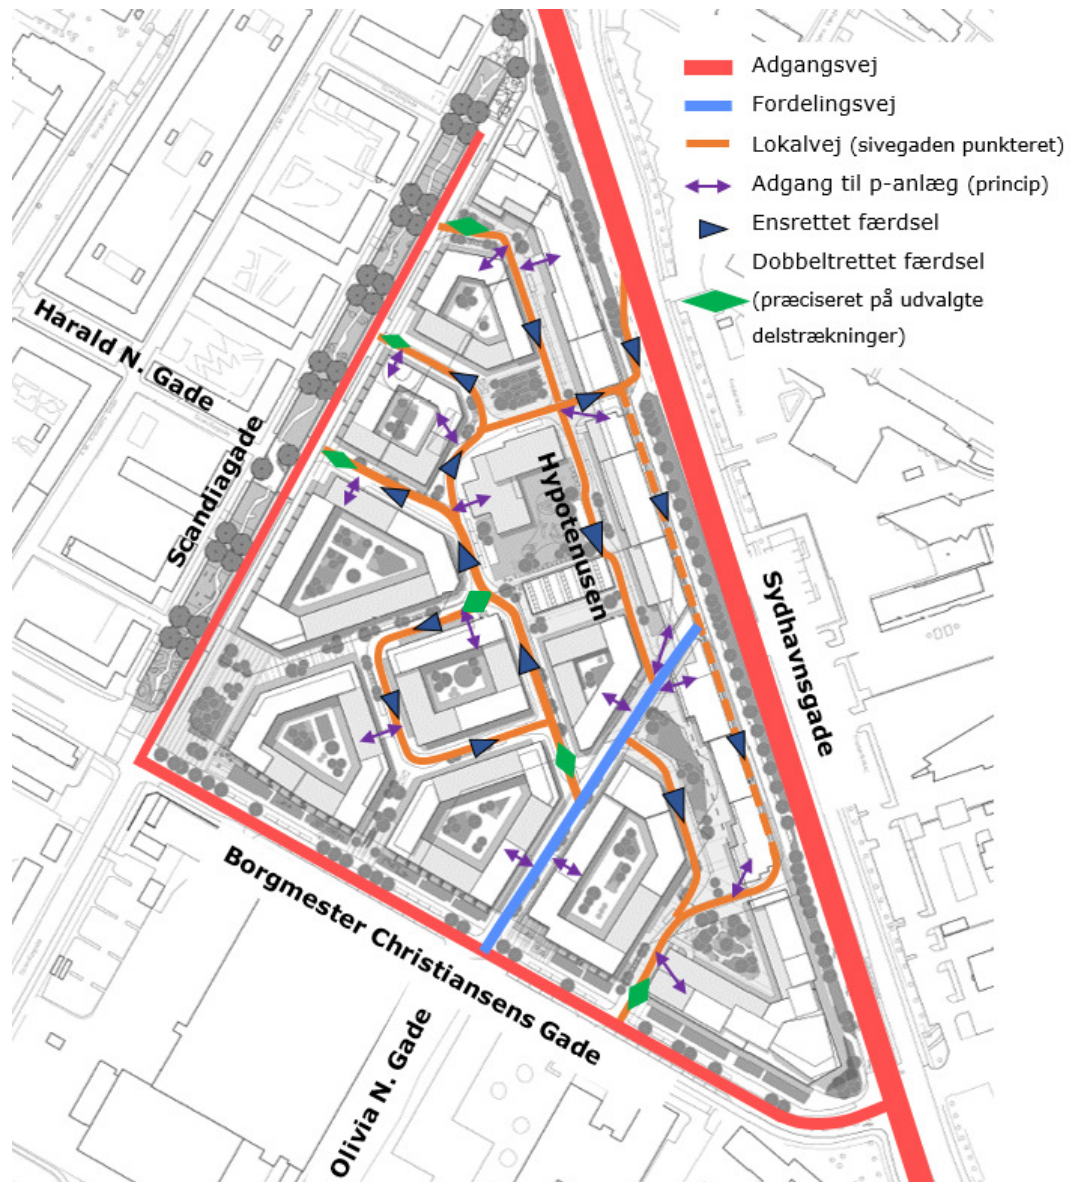 Adgangsvej
Fordelingsvej
Lokalvej (sivegaden punkteret)
Adgang til p-anlæg (princip)
Ensrettet færdsel
Dobbeltrettet færdsel
(præciseret på udvalgte
delstrækninger)
Harald N. Gade
Scandiagade
Hypotenusen
Sydhavnsgade
Borgmester Christiansens Gade
Olivia N. Gade